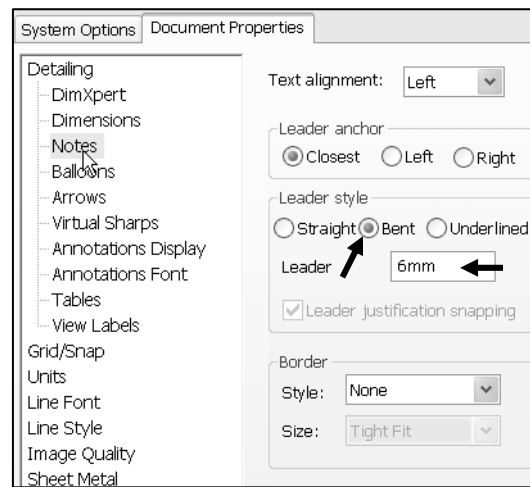 System Options Document Properties
Detailing
DimXpert
Dimensions
Notes
Balloons
Arrows
Virtual Sharps
Annotations Display
Annotations Font
Tables
View Labels
Grid/Snap
Units
Line Font
Line Style
Image Quality
Sheet Metal
Text alignment: Left
Leader anchor
Closest Left Right
Leader style
Straight Bent Underlined
Leader 6mm
Leader justification snapping
Border
Style: None
Size: Tight Fit